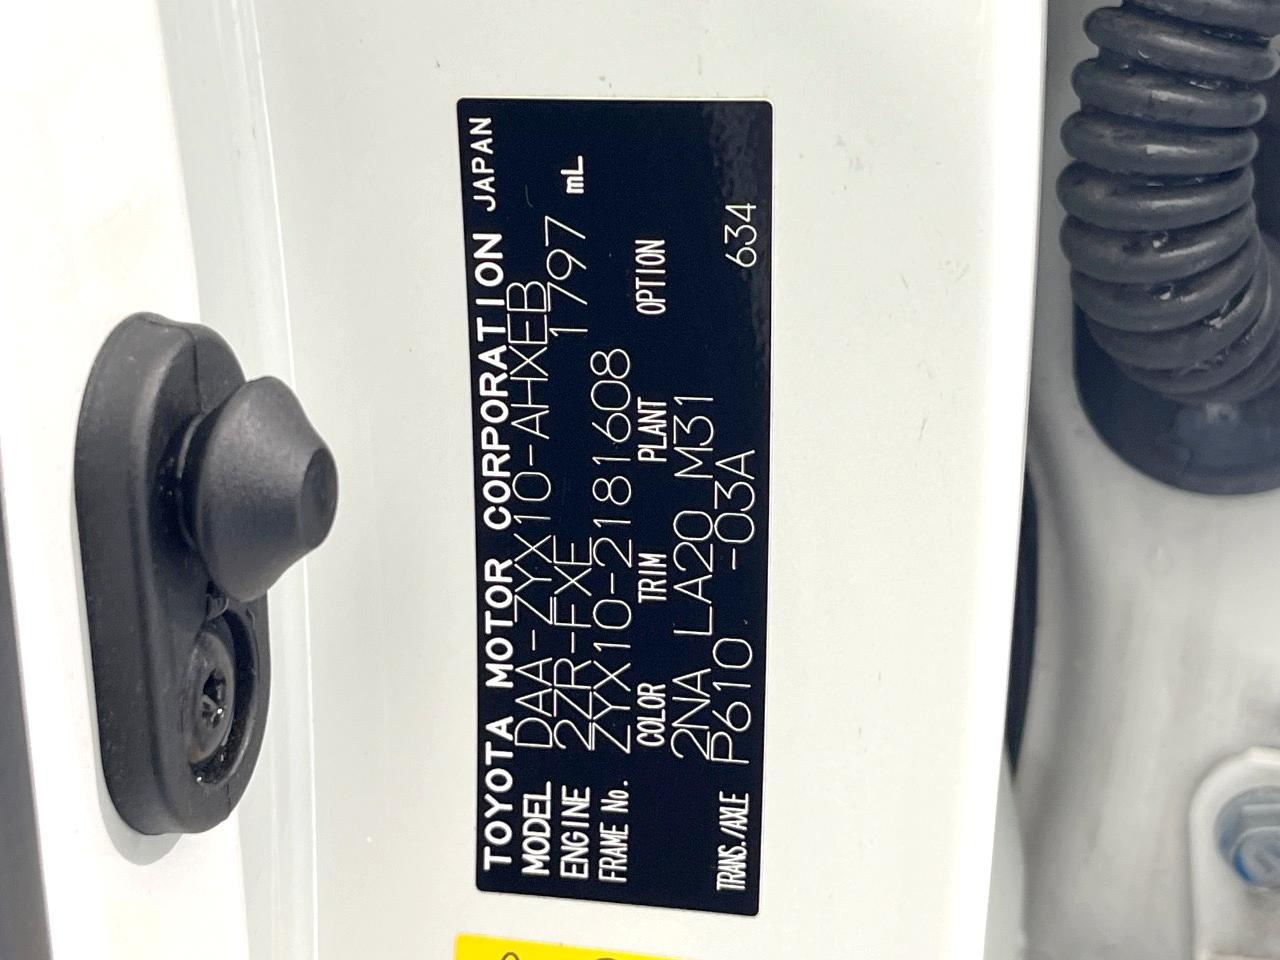 TOYOTA MOTOR CORPORATION JAPAN
MODEL DAA-ZYX10-AHXEB
ENGINE 2ZR-FXE 1797 mL
FRAME No. ZYX10-2181608
COLOR TRIM PLANT OPTION
2NA LA20 M31
TRANS./AXLE P610 -03A 634